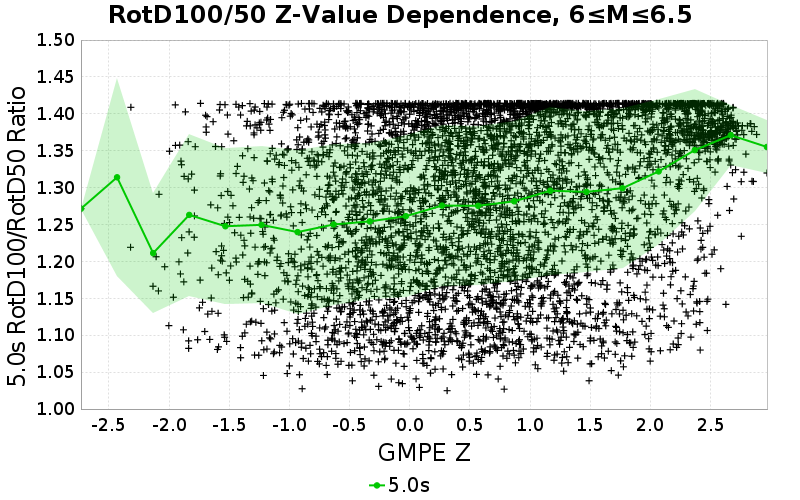 RotD100/50 Z-Value Dependence, 6≤M≤6.5
5.0s RotD100/RotD50 Ratio
1.50
1.45
1.40
1.35
1.30
1.25
1.20
1.15
1.10
1.05
1.00
-2.5 -2.0 -1.5 -1.0 -0.5 0.0 0.5 1.0 1.5 2.0 2.5
GMPE Z
5.0s